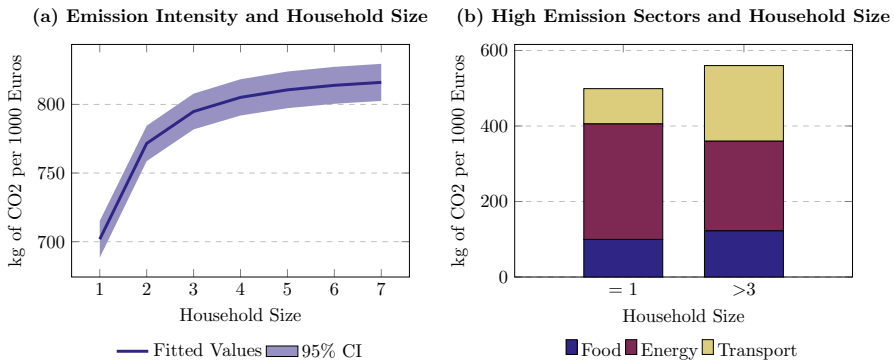 (a) Emission Intensity and Household Size
kg of CO2 per 1000 Euros
800
750
700
1 2 3 4 5 6 7
Household Size
Fitted Values 95% CI
(b) High Emission Sectors and Household Size
kg of CO2 per 1000 Euros
600
400
200
0
= 1 >3
Household Size
Food Energy Transport